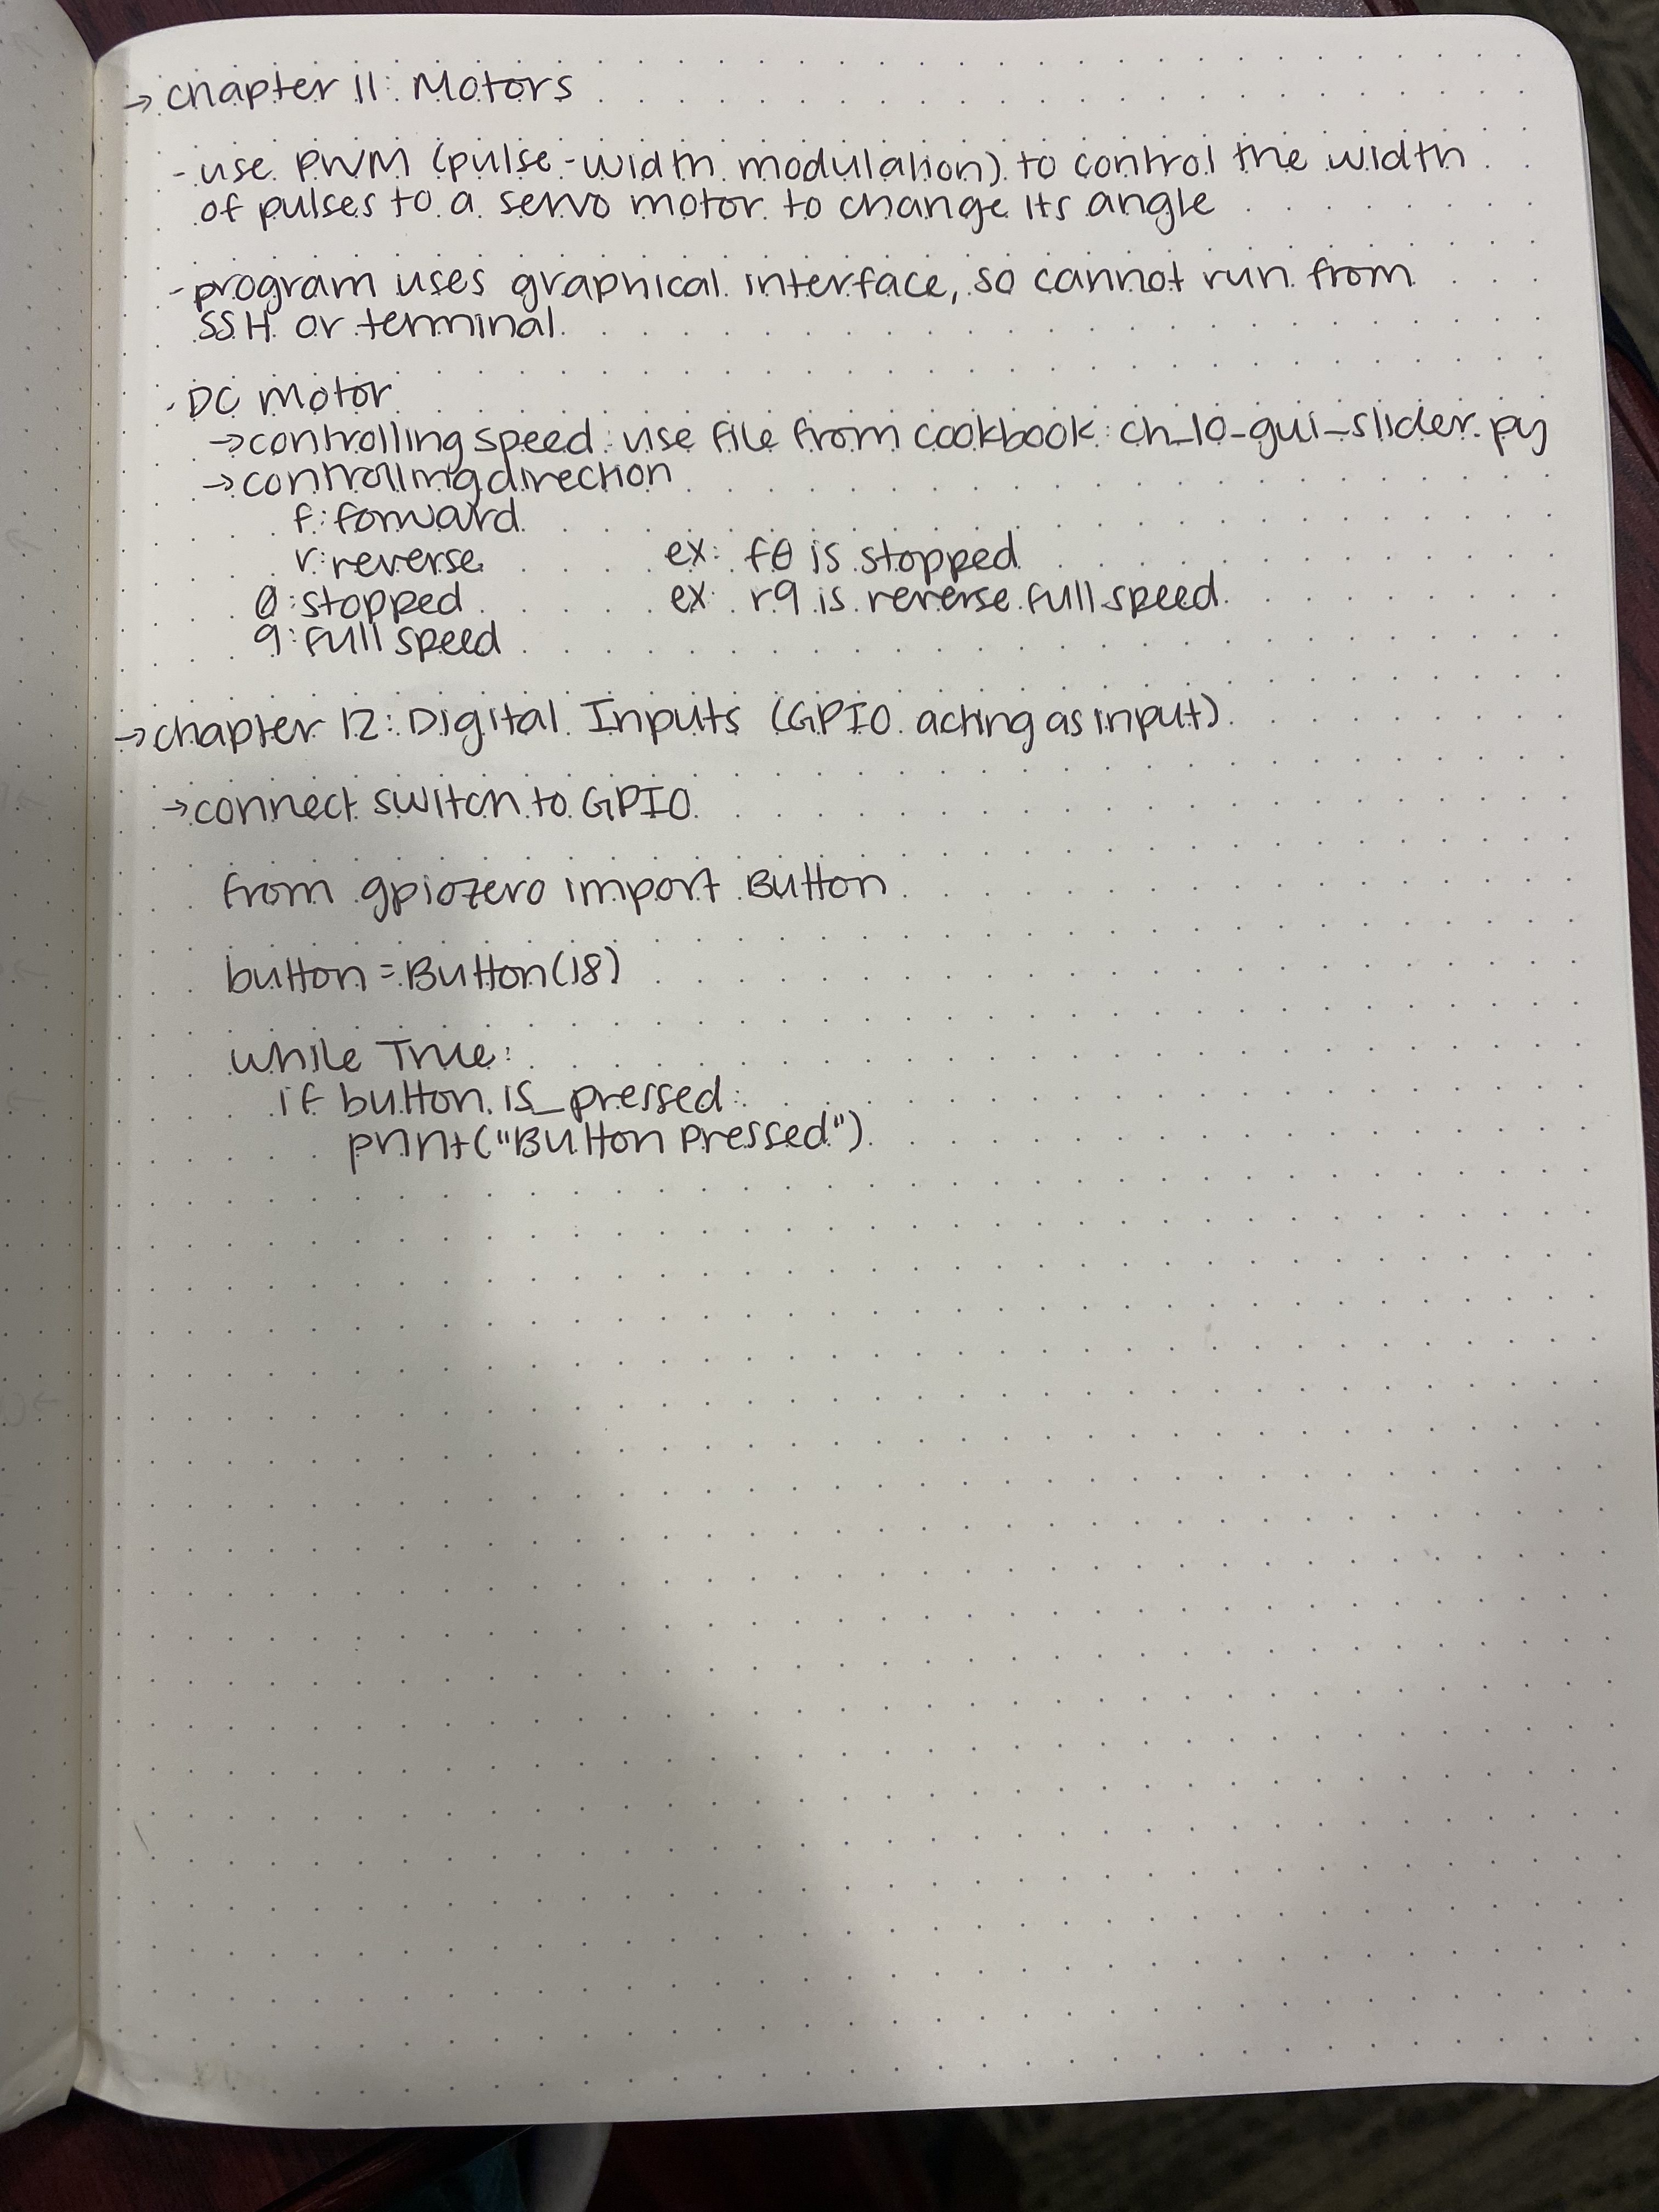 → chapter 11: Motors
- use PWM (pulse-width modulation) to control the width
of pulses to a servo motor to change its angle
- program uses graphical interface, so cannot run from
SSH or terminal
- DC motor
→ controlling speed: use file from cookbook: ch_10_gui_slider.py
→ controlling direction
f: forward
r: reverse ex: f0 is stopped
0: stopped ex: r9 is reverse full speed
9: full speed
→ chapter 12: Digital Inputs (GPIO acting as input)
→ connect switch to GPIO
from gpiozero import Button
button = Button(18)
while True:
if button.is_pressed:
print("Button Pressed")